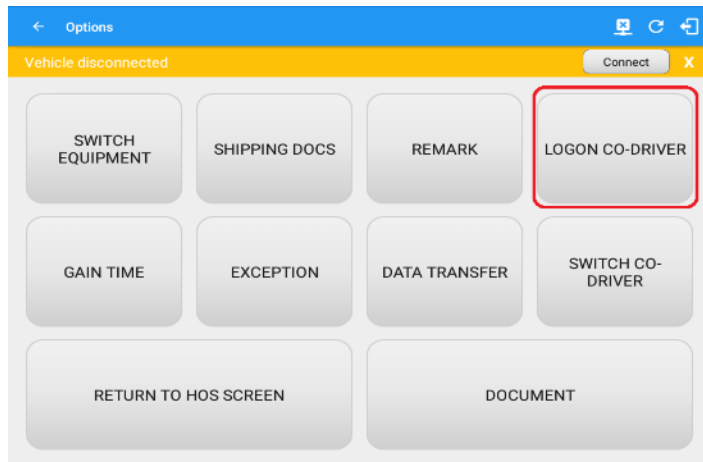 Options
Vehicle disconnected
Connect
X
SWITCH
EQUIPMENT
SHIPPING DOCS
REMARK
LOGON CO-DRIVER
GAIN TIME
EXCEPTION
DATA TRANSFER
SWITCH CO-
DRIVER
RETURN TO HOS SCREEN
DOCUMENT